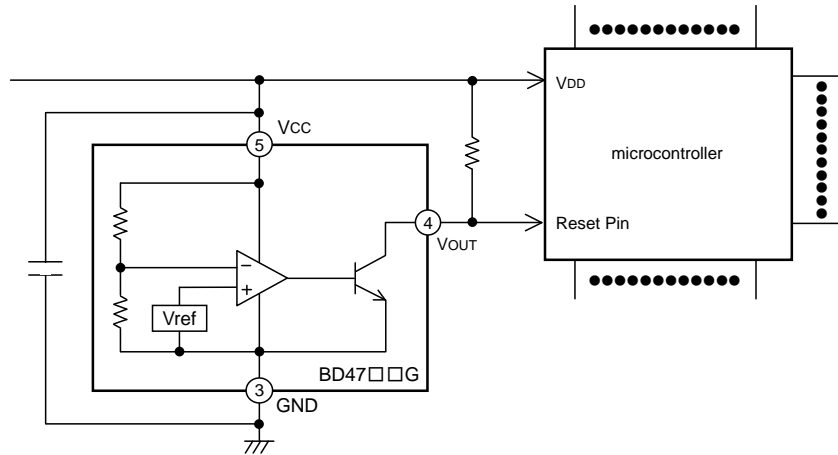 VDD
VCC
5
microcontroller
4
VOUT
Reset Pin
−
+
Vref
BD47□□G
3
GND